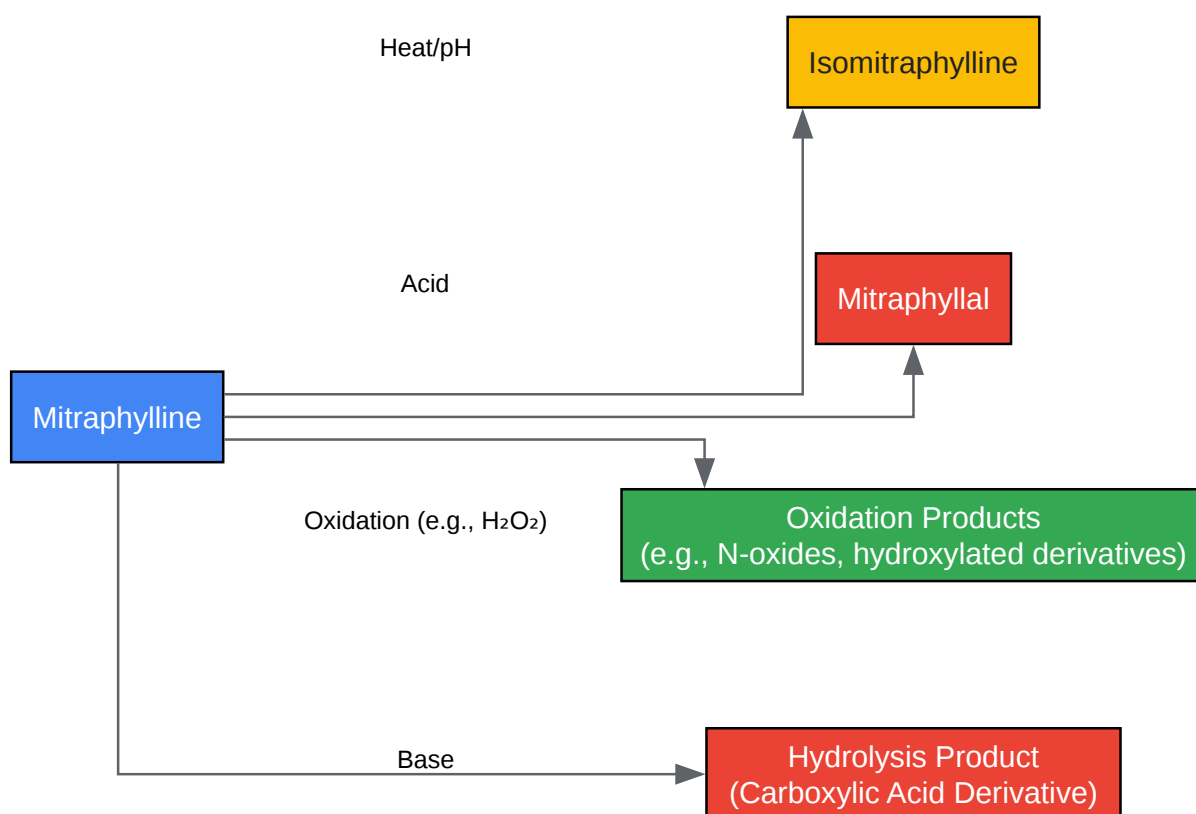 Heat/pH
Isomitraphylline
Acid
Mitraphyllal
Mitraphylline
Oxidation (e.g., H₂O₂)
Oxidation Products
(e.g., N-oxides, hydroxylated derivatives)
Base
Hydrolysis Product
(Carboxylic Acid Derivative)